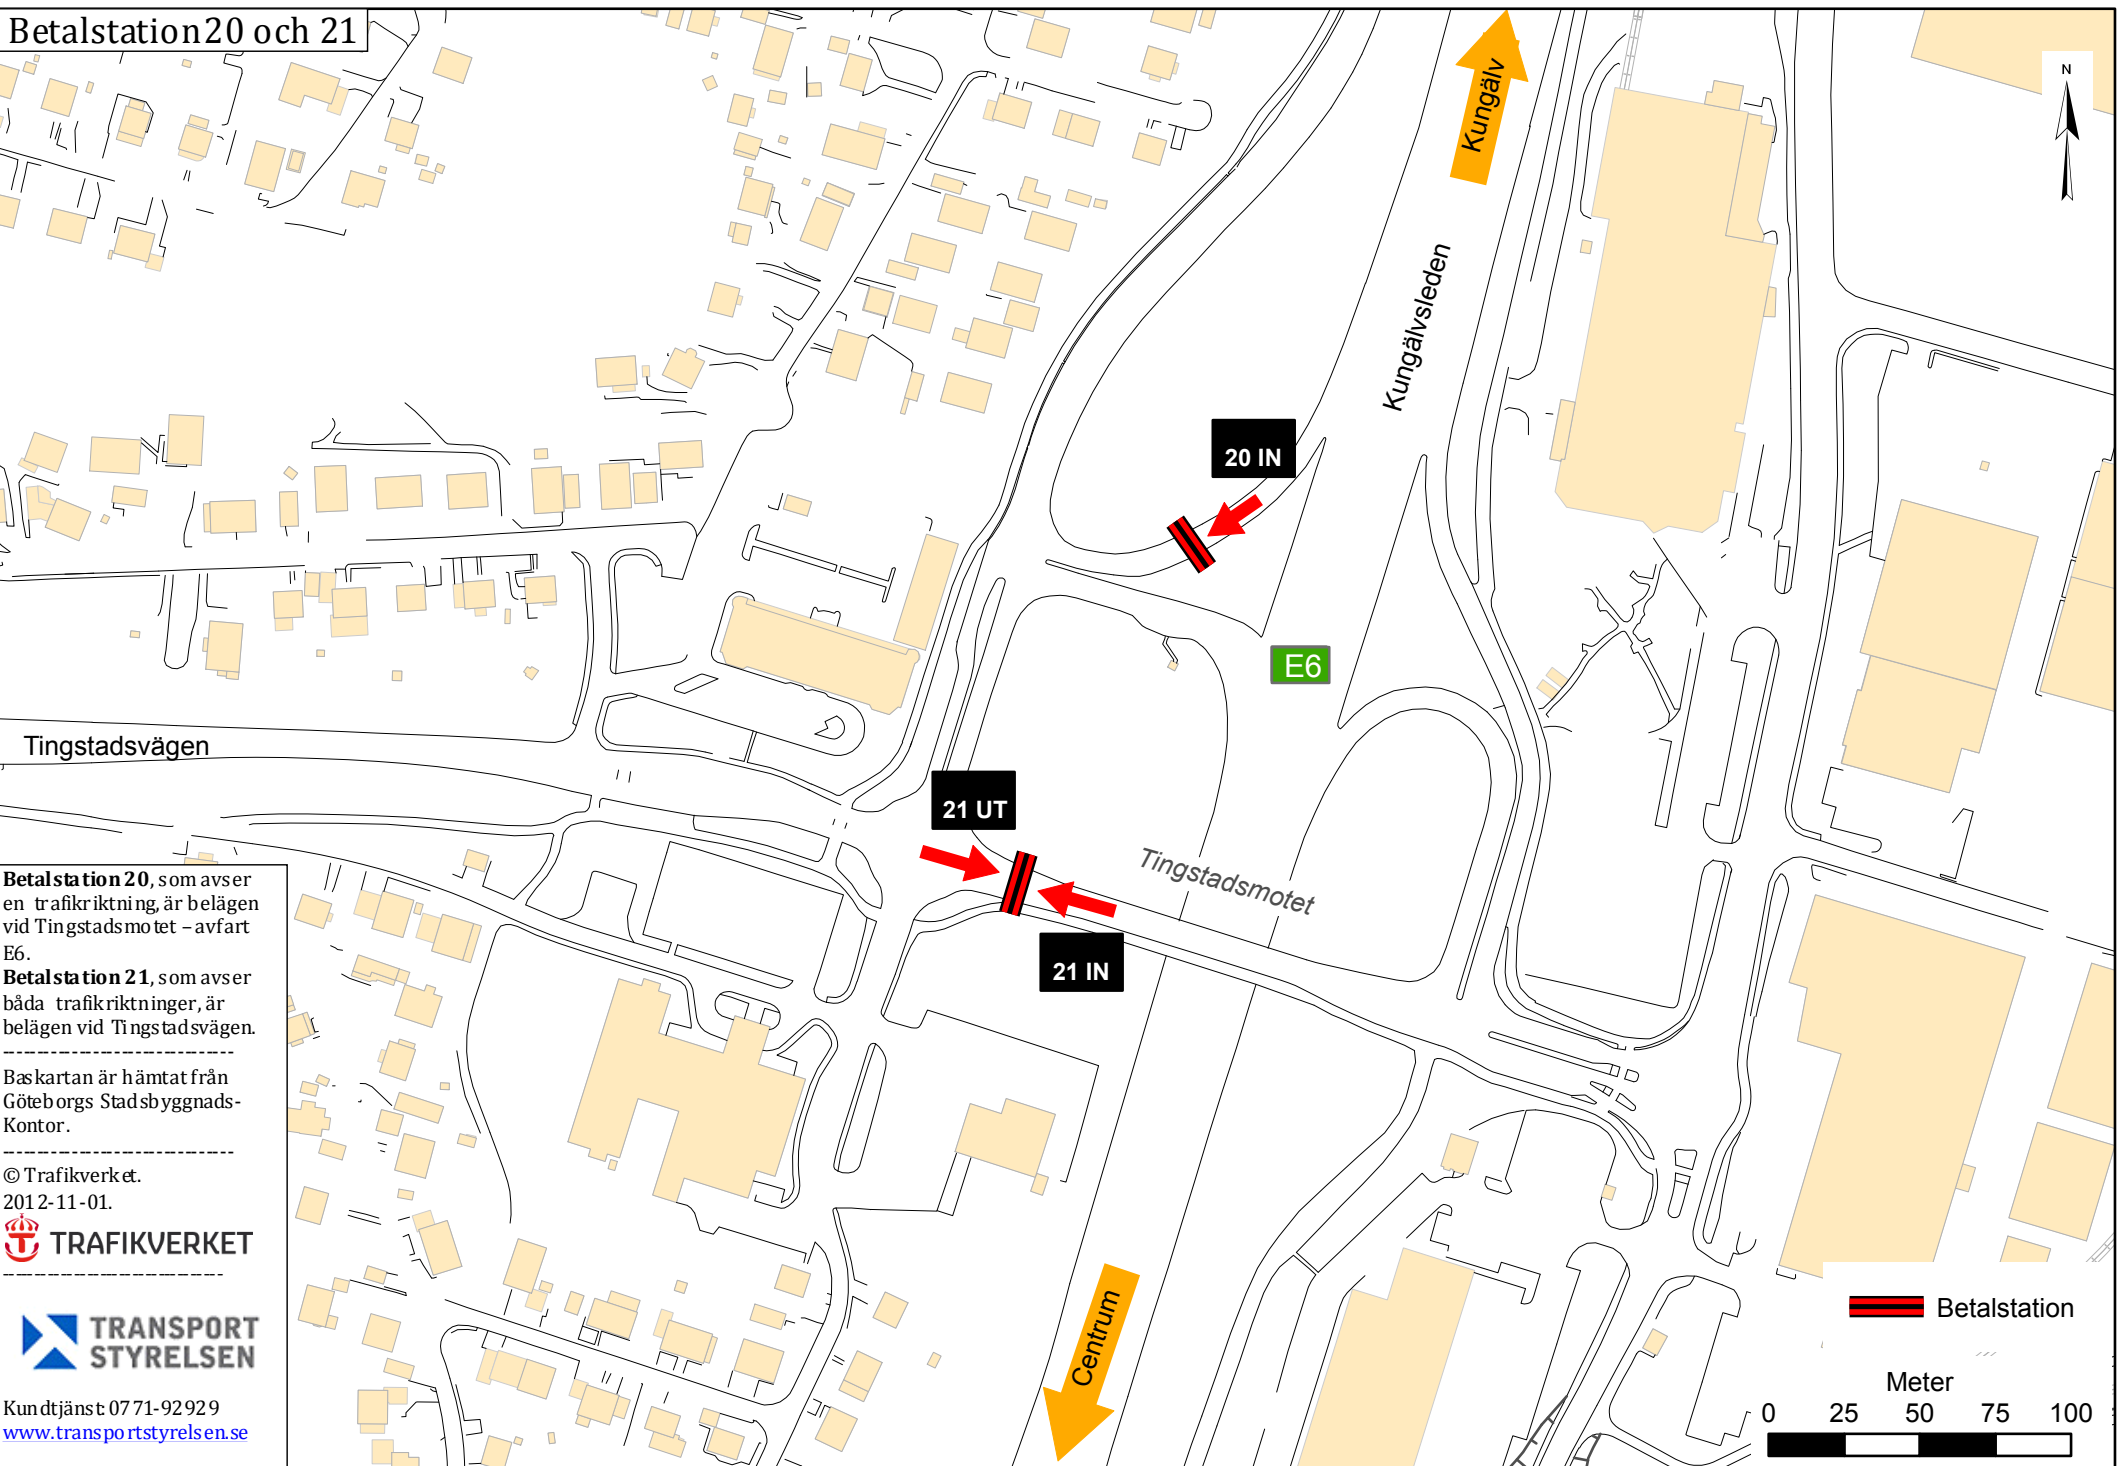 Betalstation20 och 21
Kungälv
N
Kungälvsleden
20 IN
E6
Tingstadsvägen
21 UT
Tingstadsmotet
21 IN
Betalstation 20, som avser
en trafikriktning, är belägen
vid Tingstadsmotet – avfart
E6.
Betalstation 21, som avser
båda trafikriktninger, är
belägen vid Tingstadsvägen.
--------------------------------
Baskartan är hämtat från
Göteborgs Stadsbyggnads-
Kontor.
--------------------------------
© Trafikverket.
2012-11-01.
TRAFIKVERKET
--------------------------------
TRANSPORT
STYRELSEN
Kundtjänst: 0771-92929
www.transportstyrelsen.se
Centrum
Betalstation
Meter
0 25 50 75 100